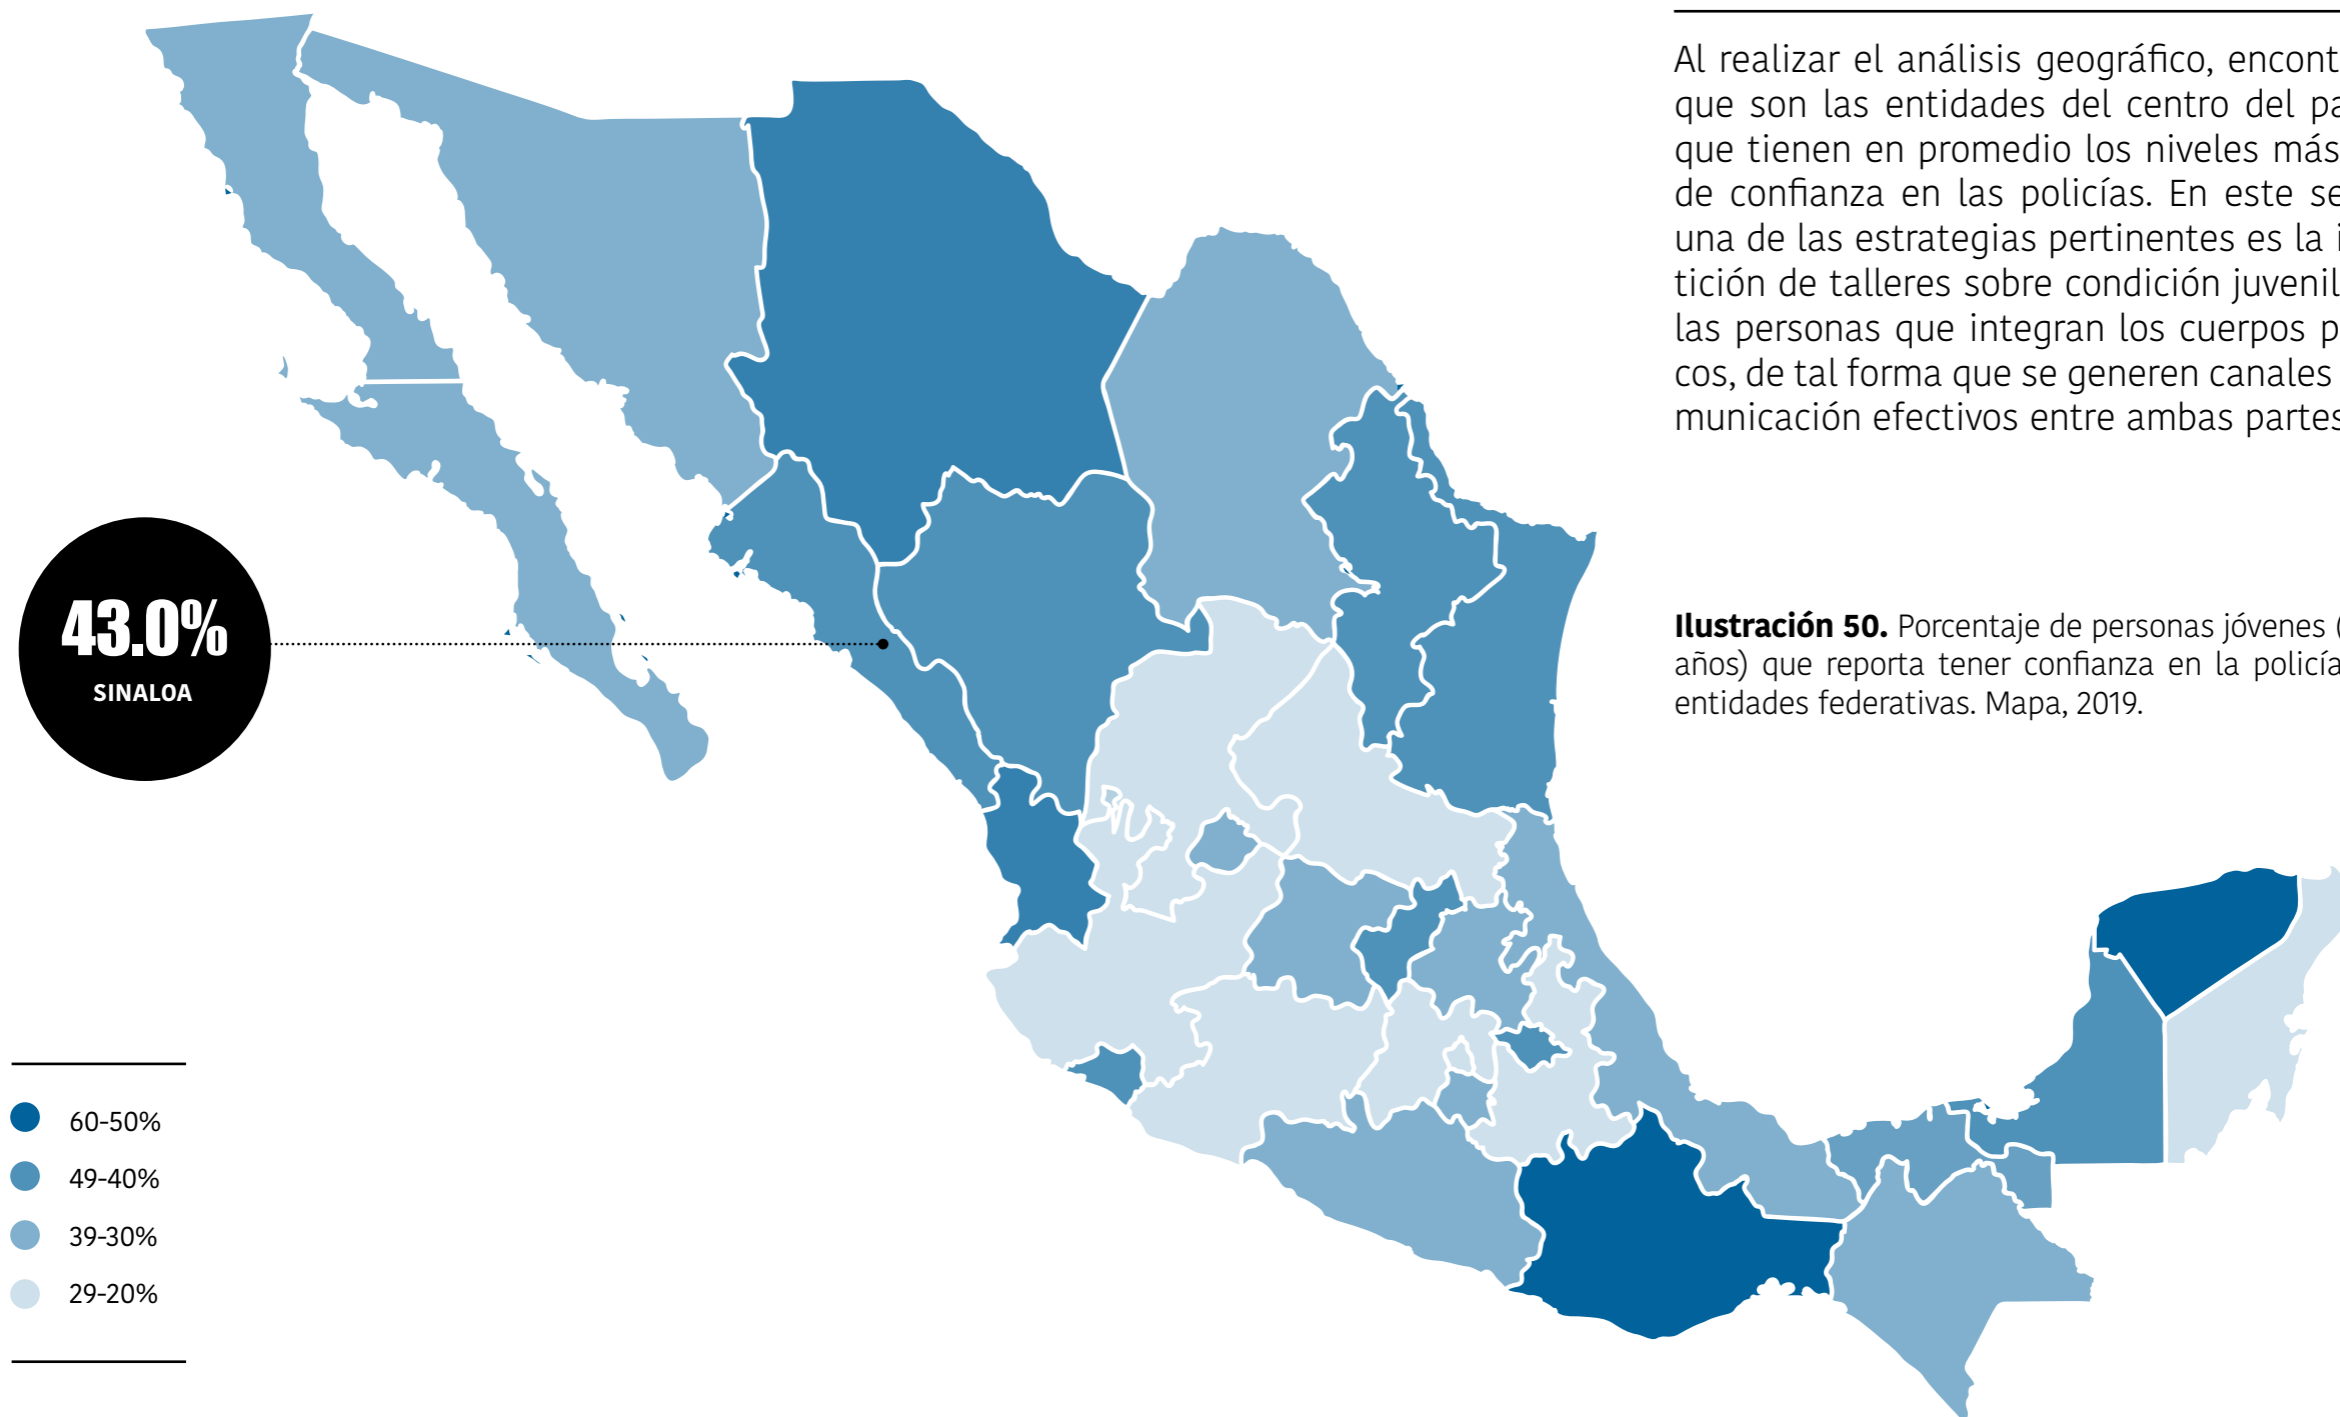 Al realizar el análisis geográfico, encont
que son las entidades del centro del pa
que tienen en promedio los niveles más
de confianza en las policías. En este se
una de las estrategias pertinentes es la i
tición de talleres sobre condición juvenil
las personas que integran los cuerpos p
cos, de tal forma que se generen canales
municación efectivos entre ambas partes
43.0%
SINALOA
Ilustración 50. Porcentaje de personas jóvenes (
años) que reporta tener confianza en la policía
entidades federativas. Mapa, 2019.
60-50%
49-40%
39-30%
29-20%